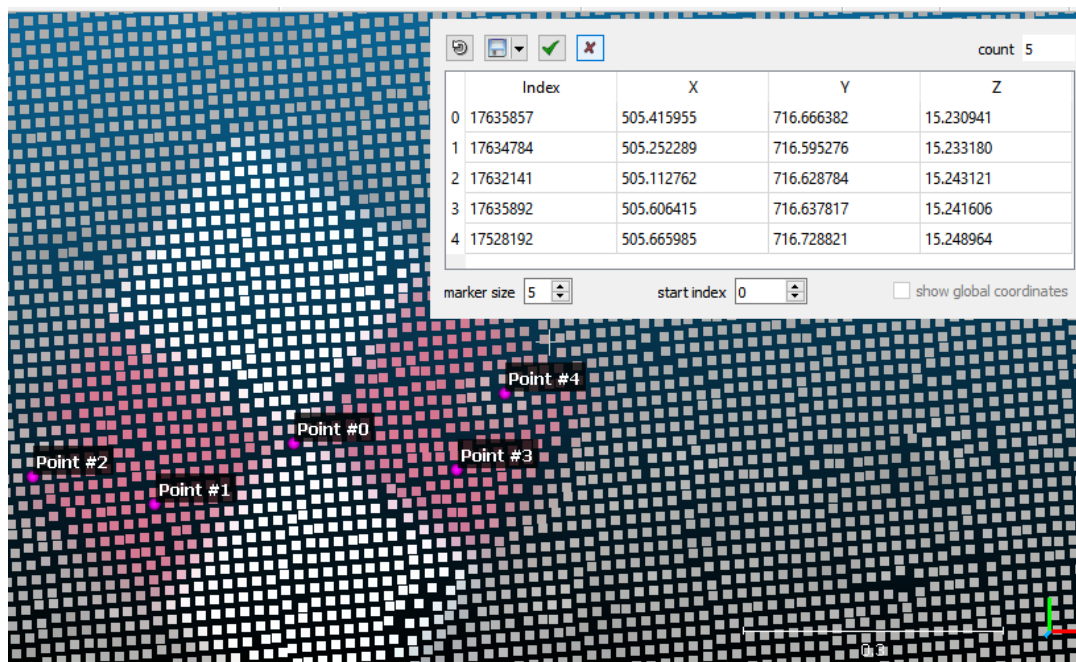 count 5
Index X Y Z
0 17635857 505.415955 716.666382 15.230941
1 17634784 505.252289 716.595276 15.233180
2 17632141 505.112762 716.628784 15.243121
3 17635892 505.606415 716.637817 15.241606
4 17528192 505.665985 716.728821 15.248964
marker size 5 start index 0 show global coordinates
Point #4
Point #0
Point #3
Point #2
Point #1
0.3